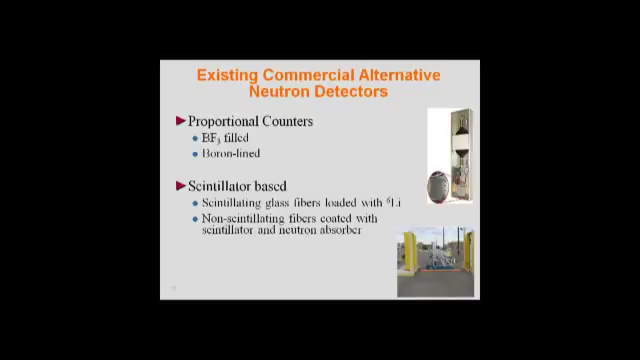 Existing Commercial Alternative
Neutron Detectors
Proportional Counters
BF3 filled
Boron-lined
Scintillator based
Scintillating glass fibers loaded with 6Li
Non-scintillating fibers coated with
scintillator and neutron absorber